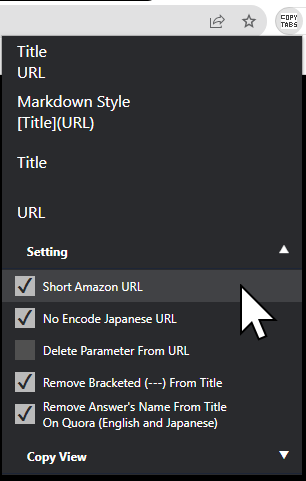 COPY
TABS
Title
URL
Markdown Style
[Title](URL)
Title
URL
Setting
Short Amazon URL
No Encode Japanese URL
Delete Parameter From URL
Remove Bracketed (---) From Title
Remove Answer's Name From Title
On Quora (English and Japanese)
Copy View